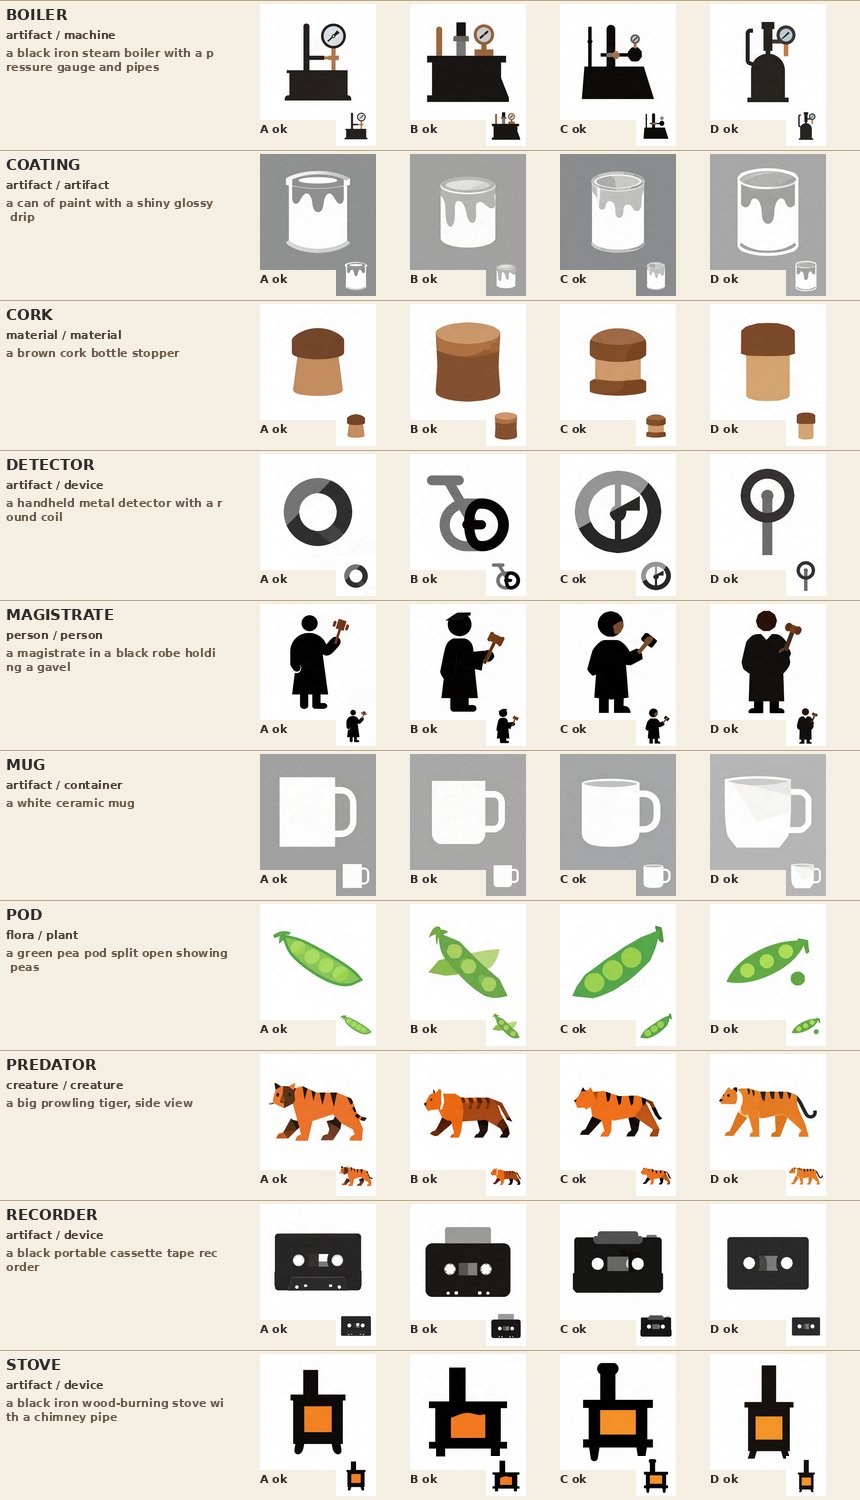 BOILER
artifact / machine
a black iron steam boiler with a p
ressure gauge and pipes
A ok
B ok
C ok
D ok
COATING
artifact / artifact
a can of paint with a shiny glossy
drip
A ok
B ok
C ok
D ok
CORK
material / material
a brown cork bottle stopper
A ok
B ok
C ok
D ok
DETECTOR
artifact / device
a handheld metal detector with a r
ound coil
A ok
B ok
C ok
D ok
MAGISTRATE
person / person
a magistrate in a black robe holdi
ng a gavel
A ok
B ok
C ok
D ok
MUG
artifact / container
a white ceramic mug
A ok
B ok
C ok
D ok
POD
flora / plant
a green pea pod split open showing
peas
A ok
B ok
C ok
D ok
PREDATOR
creature / creature
a big prowling tiger, side view
A ok
B ok
C ok
D ok
RECORDER
artifact / device
a black portable cassette tape rec
order
A ok
B ok
C ok
D ok
STOVE
artifact / device
a black iron wood-burning stove wi
th a chimney pipe
A ok
B ok
C ok
D ok